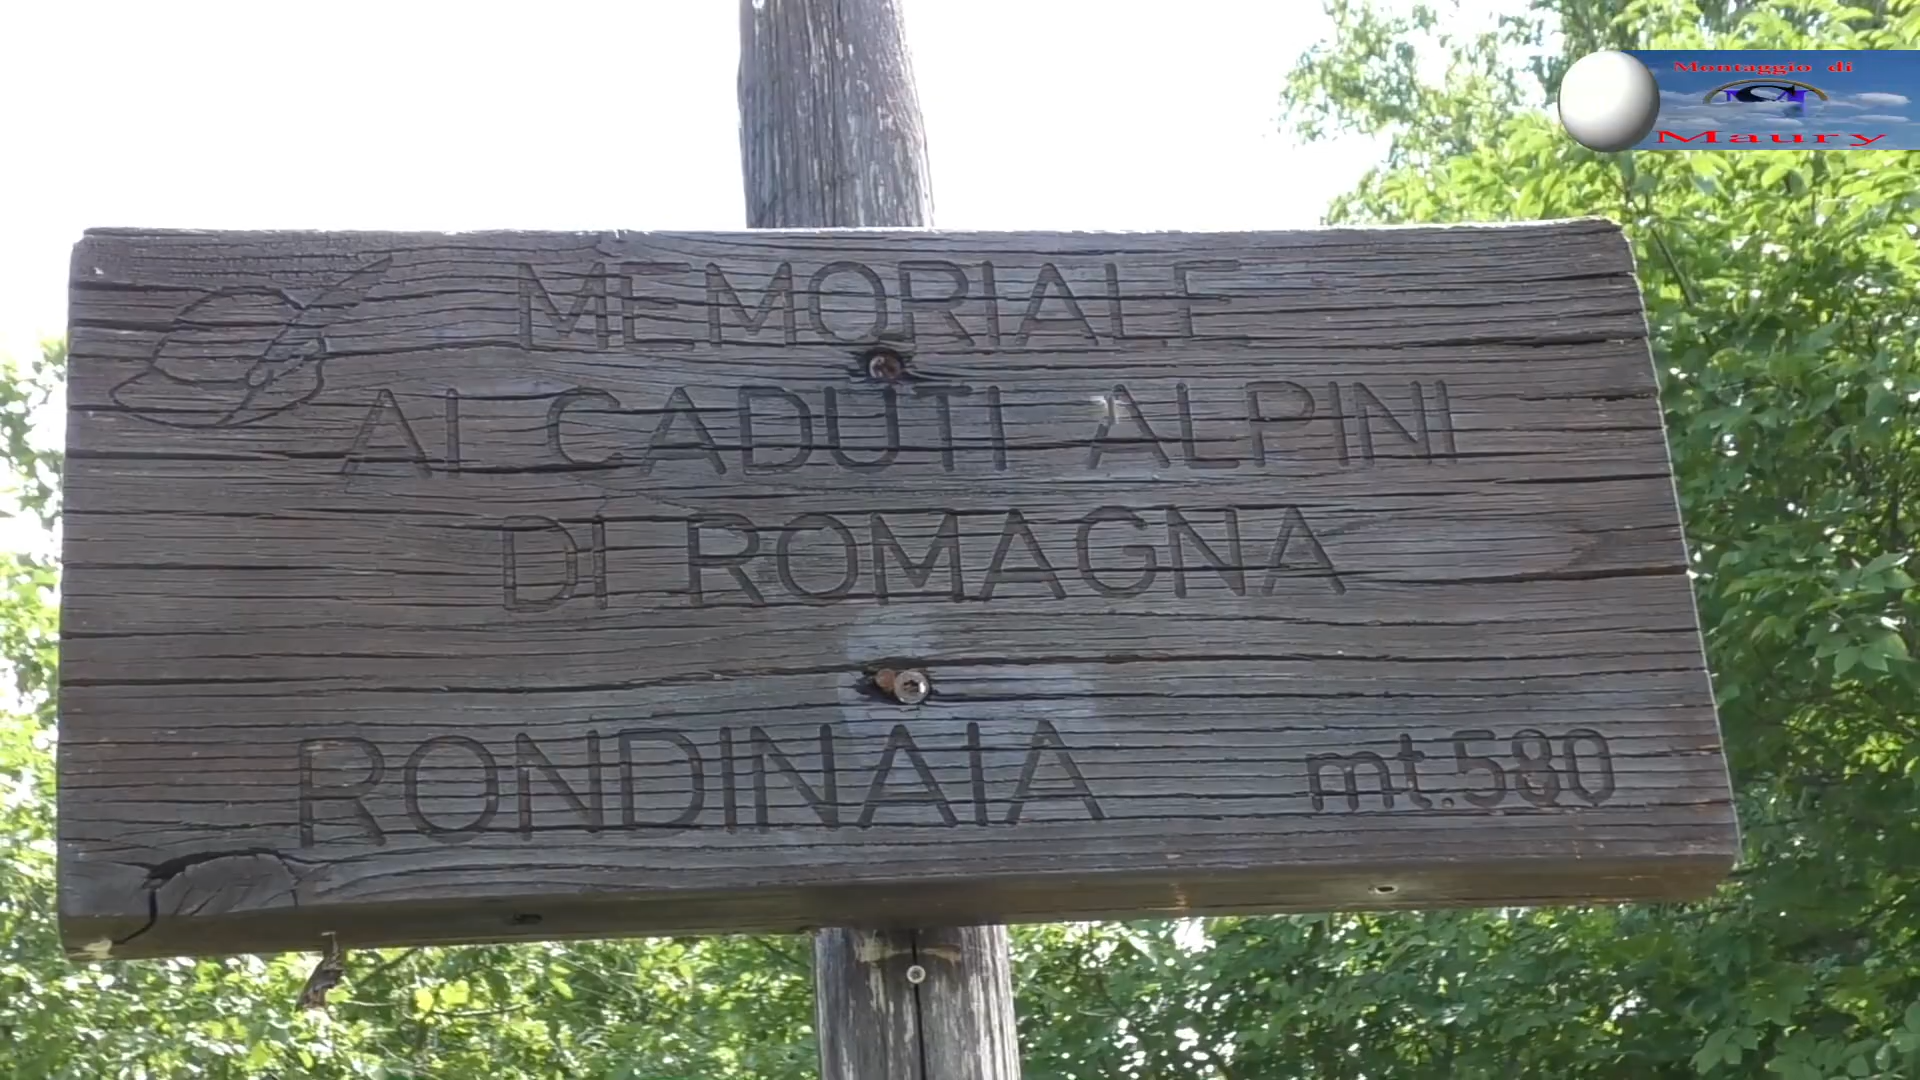 Montaggio di
Maury
MEMORIALE
AI CADUTI ALPINI
DI ROMAGNA
RONDINAIA mt.580